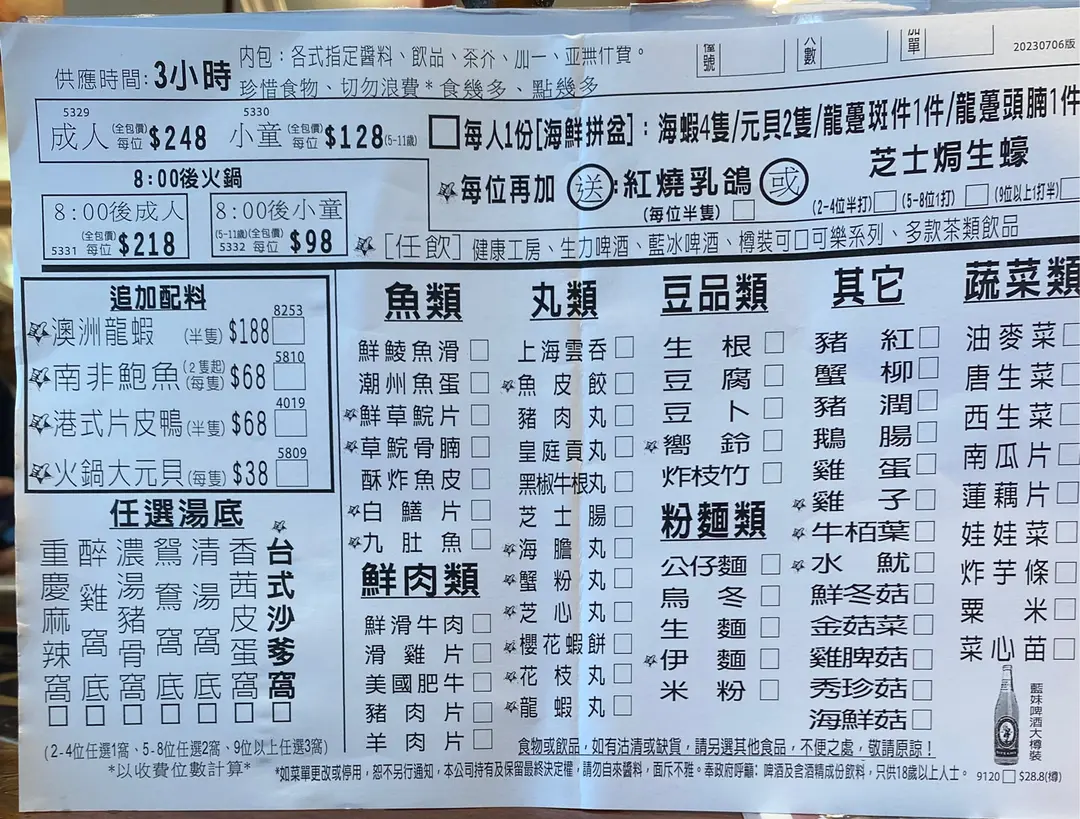 供應時間: 3小時
內包：各式指定醬料、飲品、茶芥、加一、並無什費。
珍惜食物、切勿浪費*食幾多、點幾多
20230706版
5329
成人 (全包價) 每位 $248
5330
小童 (全包價) 每位 $128 (5-11歲)
8:00後火鍋
8:00後成人
(全包價)
5331 每位 $218
8:00後小童
(5-11歲)(全包價)
5332 每位 $98
□每人1份[海鮮拼盆]：海蝦4隻/元貝2隻/龍躉斑件1件/龍躉頭腩1件
☆每位再加 送:紅燒乳鴿 或 芝士焗生蠔
(每位半隻) □ (2-4位半打)□ (5-8位1打)□ (9位以上1打半)□
☆[任飲] 健康工房、生力啤酒、藍冰啤酒、樽裝可口可樂系列、多款茶類飲品
追加配料
☆澳洲龍蝦 (半隻) $188 8253 □
☆南非鮑魚 (2隻起)(每隻) $68 5810 □
☆港式片皮鴨 (半隻) $68 4019 □
☆火鍋大元貝 (每隻) $38 5809 □
任選湯底
重慶麻辣窩 □
醉雞窩底 □
濃湯豬骨窩 □
鴛鴦窩底 □
清湯窩底 □
香茜皮蛋窩 □
☆台式沙爹窩 □
(2-4位任選1窩、5-8位任選2窩、9位以上任選3窩)
*以收費位數計算*
魚類
鮮鯪魚滑 □
潮州魚蛋 □
☆鮮草鯇片 □
☆草鯇骨腩 □
酥炸魚皮 □
☆白鱔片 □
☆九肚魚 □
鮮肉類
鮮滑牛肉 □
滑雞片 □
美國肥牛 □
豬肉片 □
羊肉片 □
丸類
上海雲吞 □
☆魚皮餃 □
豬肉丸 □
皇庭貢丸 □
黑椒牛根丸 □
芝士腸 □
☆海膽丸 □
☆蟹粉丸 □
☆芝心丸 □
☆櫻花蝦餅 □
☆花枝丸 □
☆龍蝦丸 □
豆品類
生根 □
豆腐 □
豆卜 □
☆嚮鈴 □
炸枝竹 □
粉麵類
公仔麵 □
烏冬 □
生麵 □
☆伊麵 □
米粉 □
其它
豬紅 □
蟹柳 □
豬潤 □
鵝腸 □
雞蛋 □
☆雞子 □
☆牛栢葉 □
☆水魷 □
鮮冬菇 □
金菇菜 □
雞脾菇 □
秀珍菇 □
海鮮菇 □
蔬菜類
油麥菜 □
唐生菜 □
西生菜 □
南瓜片 □
蓮藕片 □
娃娃菜 □
炸芋條 □
粟米 □
菜心苗 □
藍妹啤酒大樽裝
9120 □ $28.8(樽)
食物或飲品，如有沽清或缺貨，請另選其他食品，不便之處，敬請原諒！
*如菜單更改或停用，恕不另行通知，本公司持有及保留最終決定權，請勿自來醬料，面斥不雅。奉政府呼籲：啤酒及含酒精成份飲料，只供18歲以上人士。